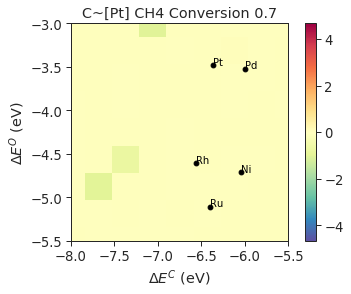 C~[Pt] CH4 Conversion 0.7
−3.0
−3.5
−4.0
−4.5
−5.0
−5.5
ΔE^O (eV)
Pt
Pd
Rh
Ni
Ru
−8.0 −7.5 −7.0 −6.5 −6.0 −5.5
ΔE^C (eV)
4
2
0
−2
−4